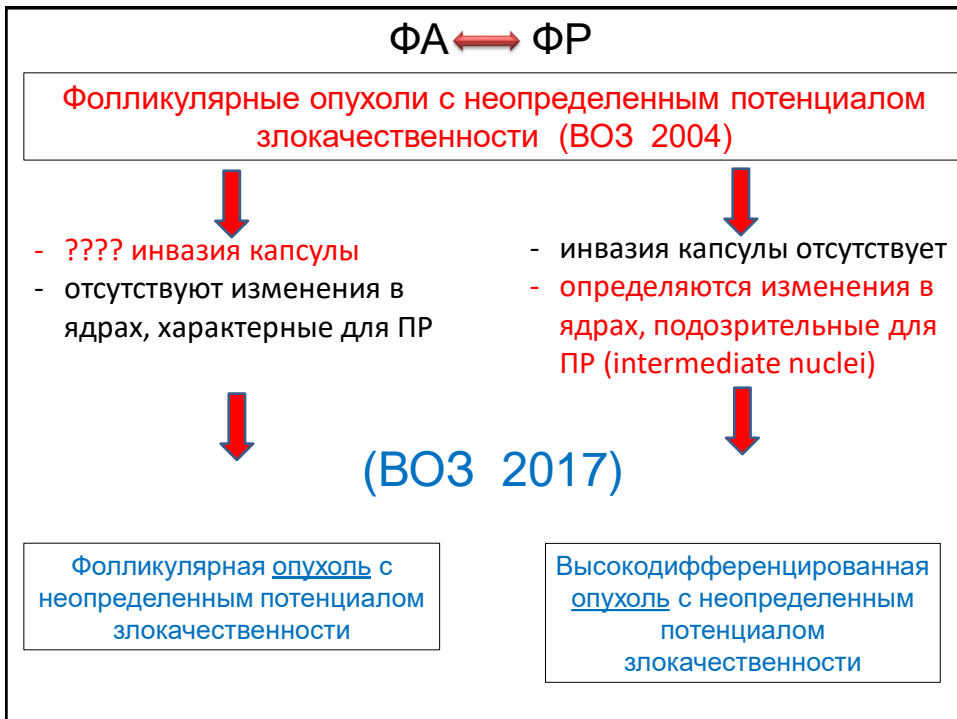 ФА ФР
Фолликулярные опухоли с неопределенным потенциалом
злокачественности (ВОЗ 2004)
- ???? инвазия капсулы
- отсутствуют изменения в
ядрах, характерные для ПР
- инвазия капсулы отсутствует
- определяются изменения в
ядрах, подозрительные для
ПР (intermediate nuclei)
(ВОЗ 2017)
Фолликулярная опухоль с
неопределенным потенциалом
злокачественности
Высокодифференцированная
опухоль с неопределенным
потенциалом
злокачественности